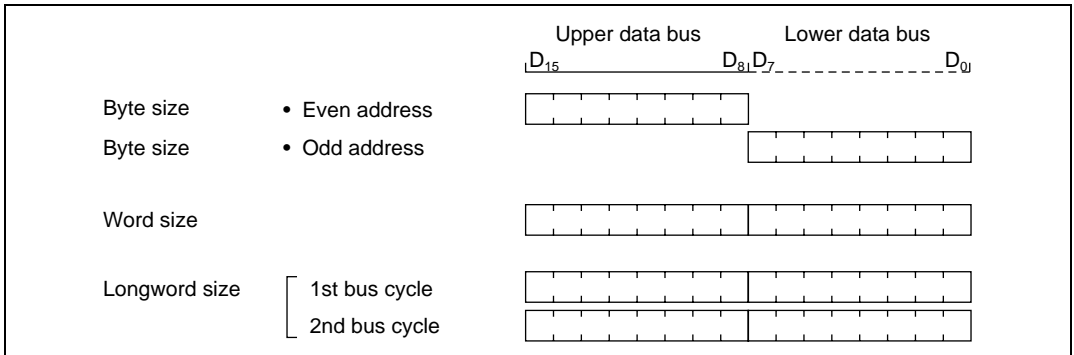 Upper data bus Lower data bus
D15 D8 D7 D0
Byte size • Even address
Byte size • Odd address
Word size
Longword size 1st bus cycle
2nd bus cycle